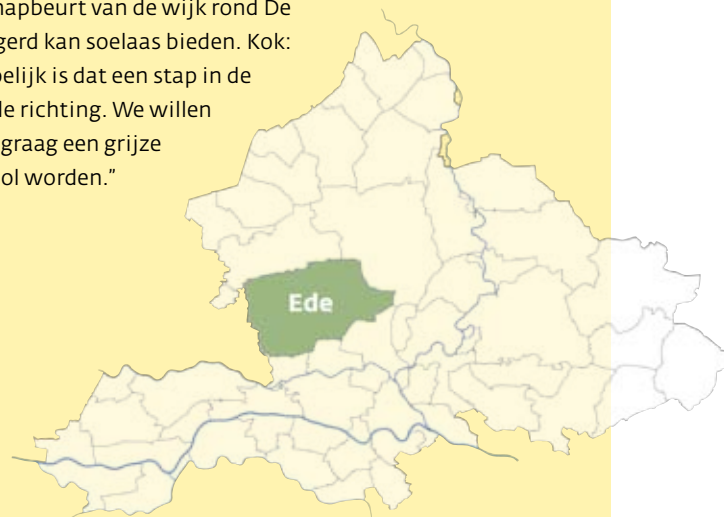 napbeurt van de wijk rond De
gerd kan soelaas bieden. Kok:
pelijk is dat een stap in de
de richting. We willen
graag een grijze
ol worden.”
Ede